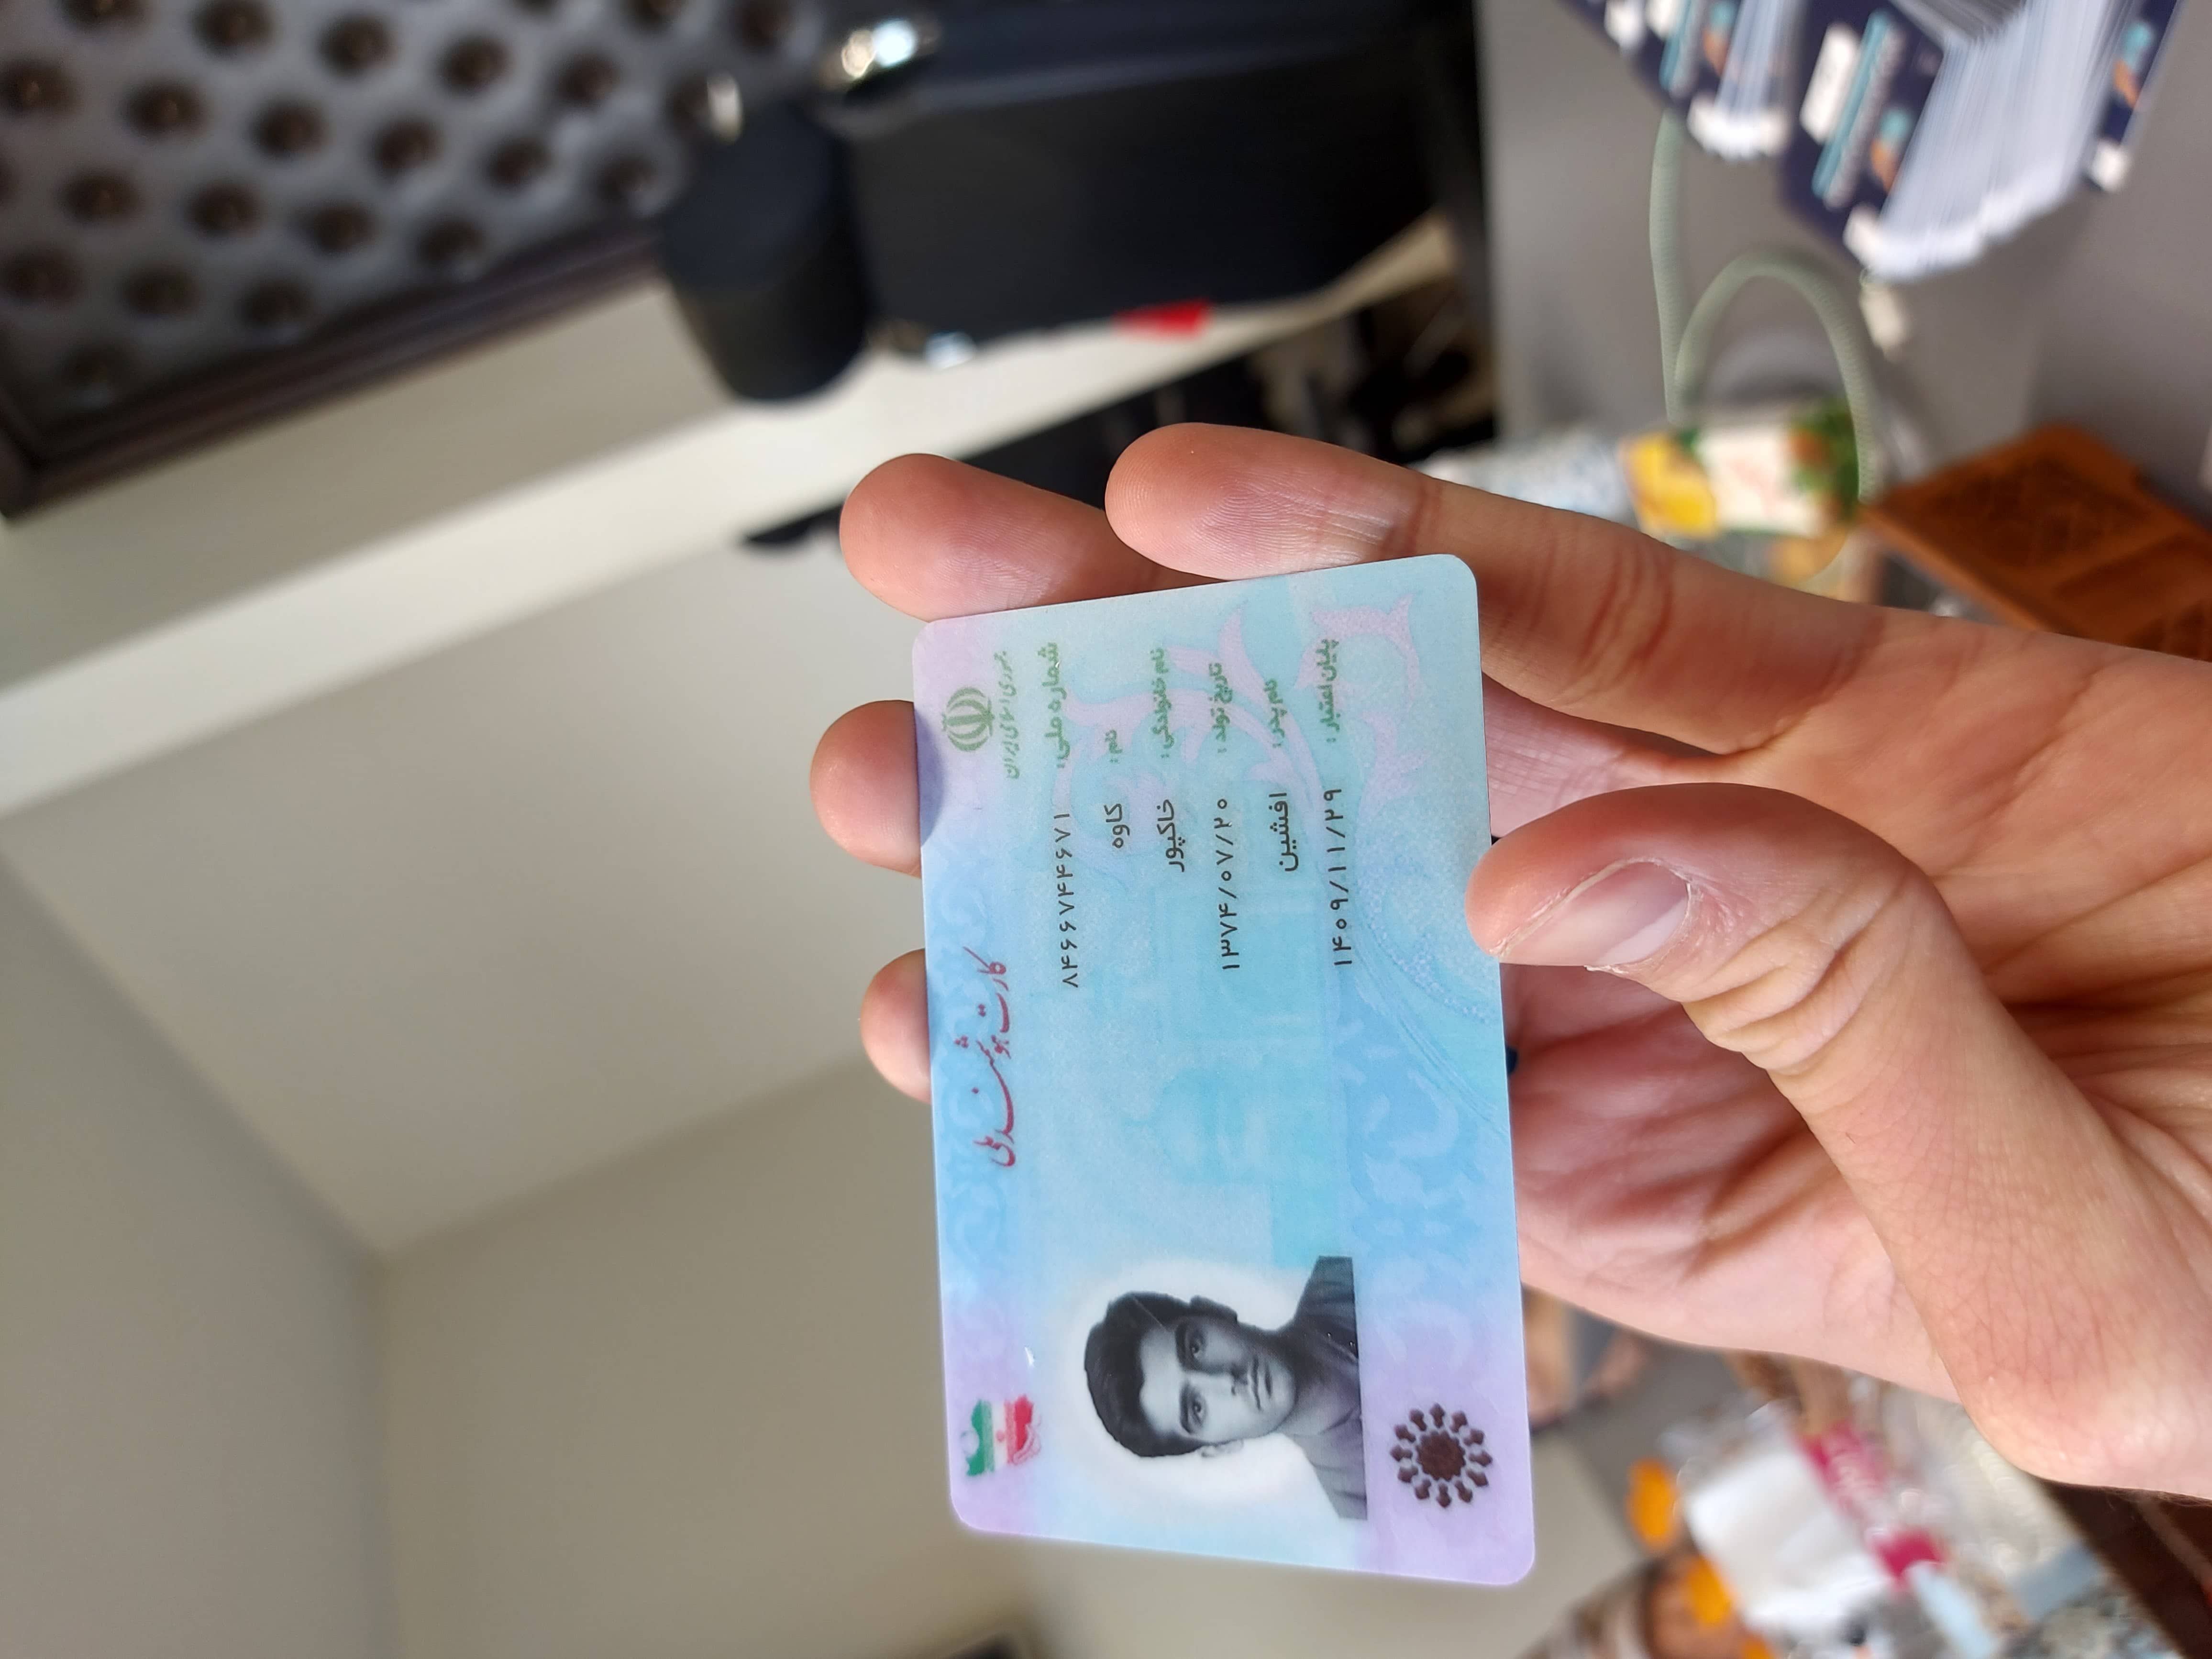 جمهوری اسلامی ایران
کارت هوشمند ملی
شماره ملی: ۸۴۶۶۷۴۴۶۷۱
نام: کاوه
نام خانوادگی: خاکپور
تاریخ تولد: ۱۳۷۴/۰۷/۲۰
نام پدر: افشین
پایان اعتبار: ۱۴۰۹/۱۱/۲۹